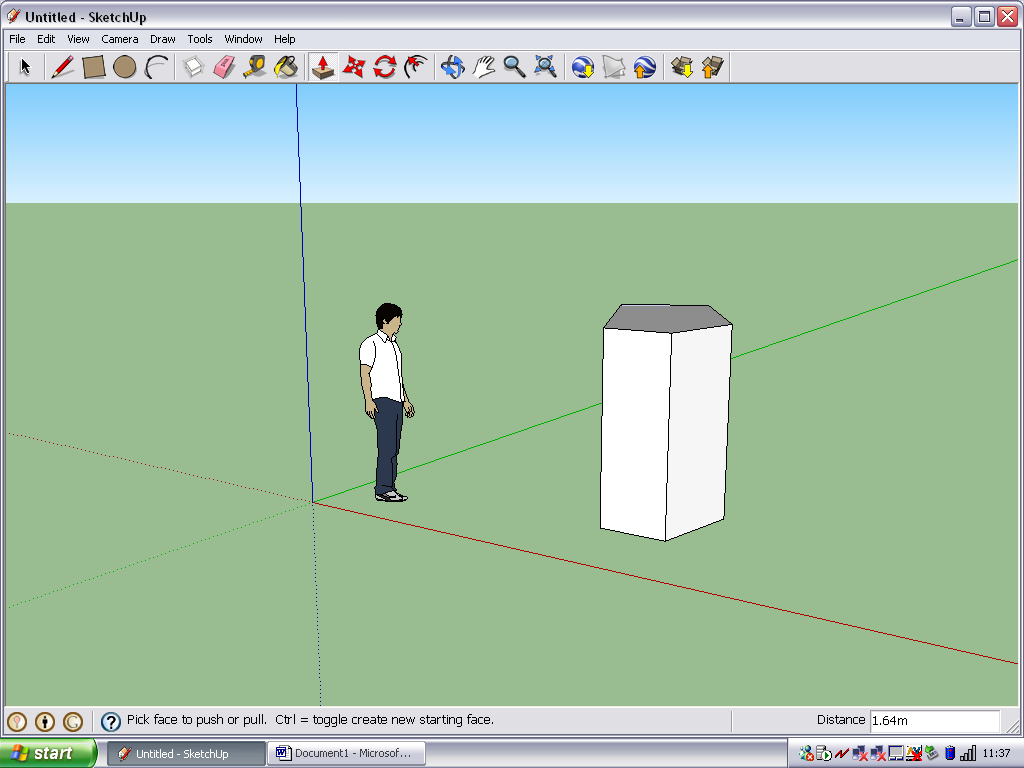 Untitled - SketchUp
File Edit View Camera Draw Tools Window Help
Pick face to push or pull. Ctrl = toggle create new starting face.
Distance 1.64m
start Untitled - SketchUp Document1 - Microsof... 11:37